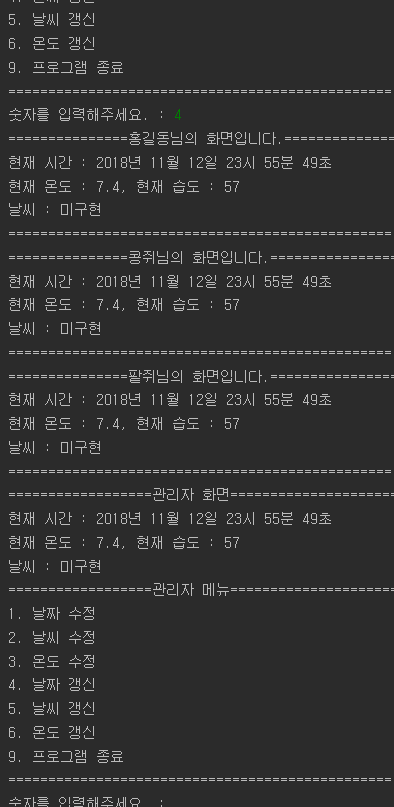 5. 날씨 갱신
6. 온도 갱신
9. 프로그램 종료
================================================
숫자를 입력해주세요. : 4
===============홍길동님의 화면입니다.==============
현재 시간 : 2018년 11월 12일 23시 55분 49초
현재 온도 : 7.4, 현재 습도 : 57
날씨 : 미구현
================================================
===============콩쥐님의 화면입니다.================
현재 시간 : 2018년 11월 12일 23시 55분 49초
현재 온도 : 7.4, 현재 습도 : 57
날씨 : 미구현
================================================
===============팥쥐님의 화면입니다.================
현재 시간 : 2018년 11월 12일 23시 55분 49초
현재 온도 : 7.4, 현재 습도 : 57
날씨 : 미구현
================================================
==================관리자 화면=====================
현재 시간 : 2018년 11월 12일 23시 55분 49초
현재 온도 : 7.4, 현재 습도 : 57
날씨 : 미구현
==================관리자 메뉴=====================
1. 날짜 수정
2. 날씨 수정
3. 온도 수정
4. 날짜 갱신
5. 날씨 갱신
6. 온도 갱신
9. 프로그램 종료
================================================
숫자를 입력해주세요. :